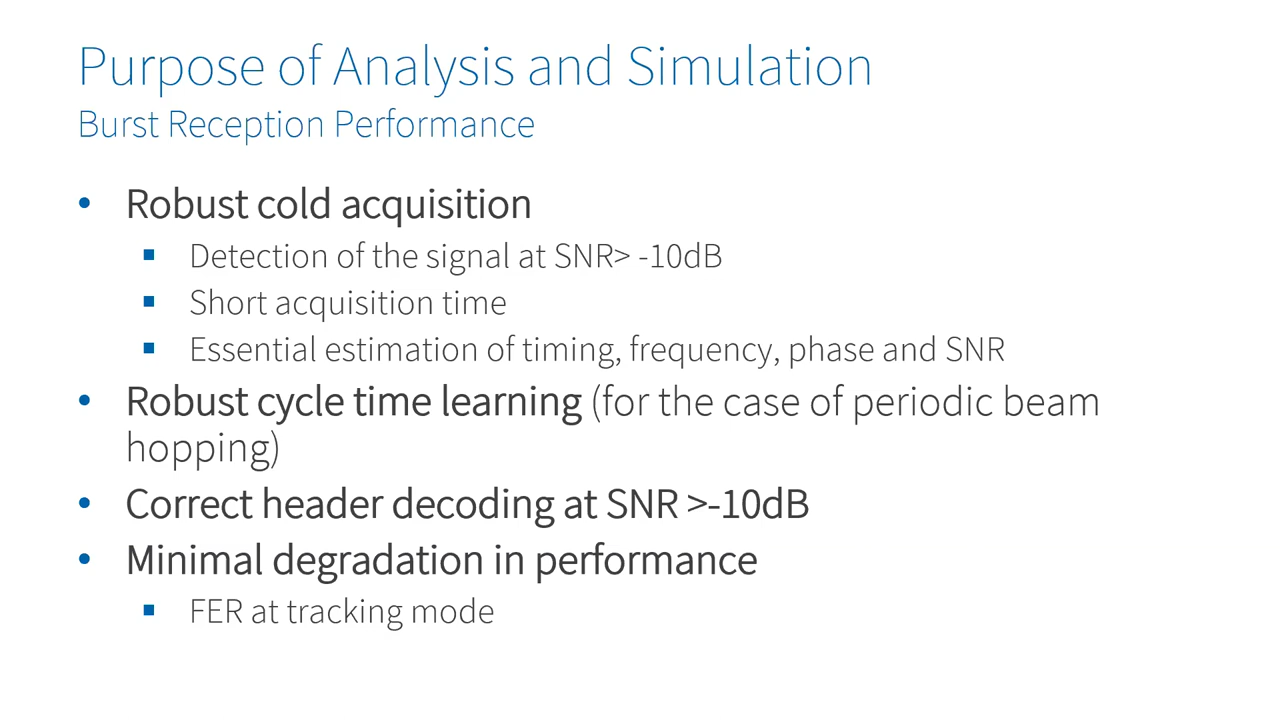 Purpose of Analysis and Simulation
Burst Reception Performance
• Robust cold acquisition
▪ Detection of the signal at SNR> -10dB
▪ Short acquisition time
▪ Essential estimation of timing, frequency, phase and SNR
• Robust cycle time learning (for the case of periodic beam
hopping)
• Correct header decoding at SNR >-10dB
• Minimal degradation in performance
▪ FER at tracking mode